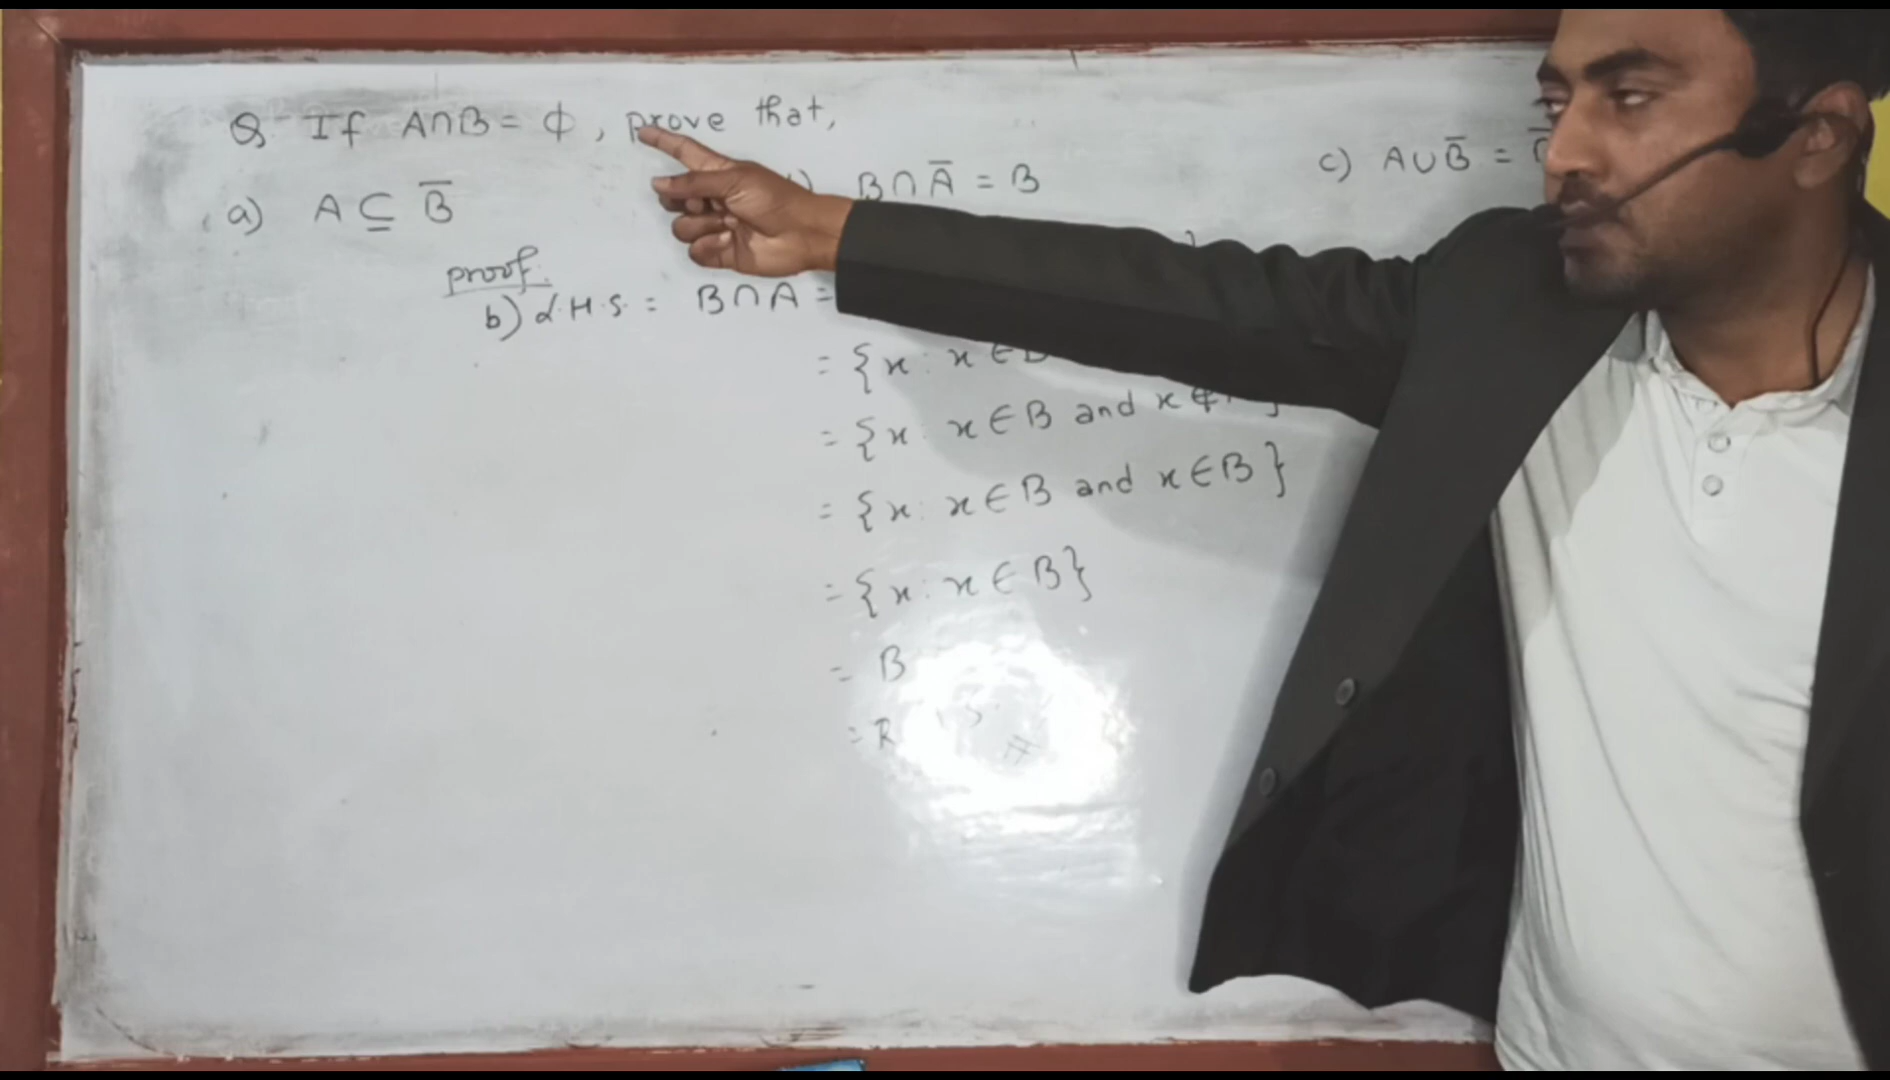 Q. If A∩B = ϕ, prove that,
a) A ⊆ B̅
B∩A̅ = B
c) A∪B̅ =
proof:
b) L.H.S. = B∩A =
= {x : x ∈ B
= {x : x ∈ B and x ∉
= {x : x ∈ B and x ∈ B}
= {x : x ∈ B}
= B
= R